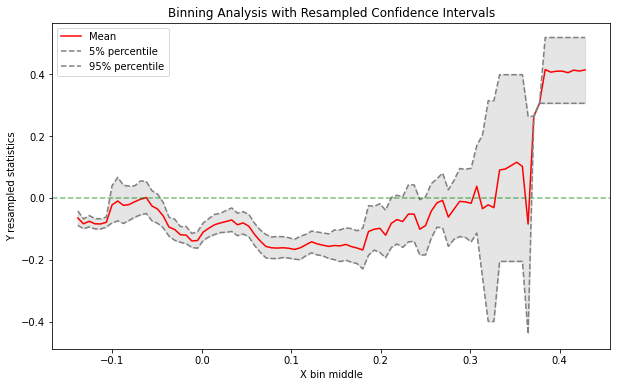 Binning Analysis with Resampled Confidence Intervals
Mean
5% percentile
95% percentile
Y resampled statistics
0.4
0.2
0.0
−0.2
−0.4
−0.1
0.0
0.1
0.2
0.3
0.4
X bin middle